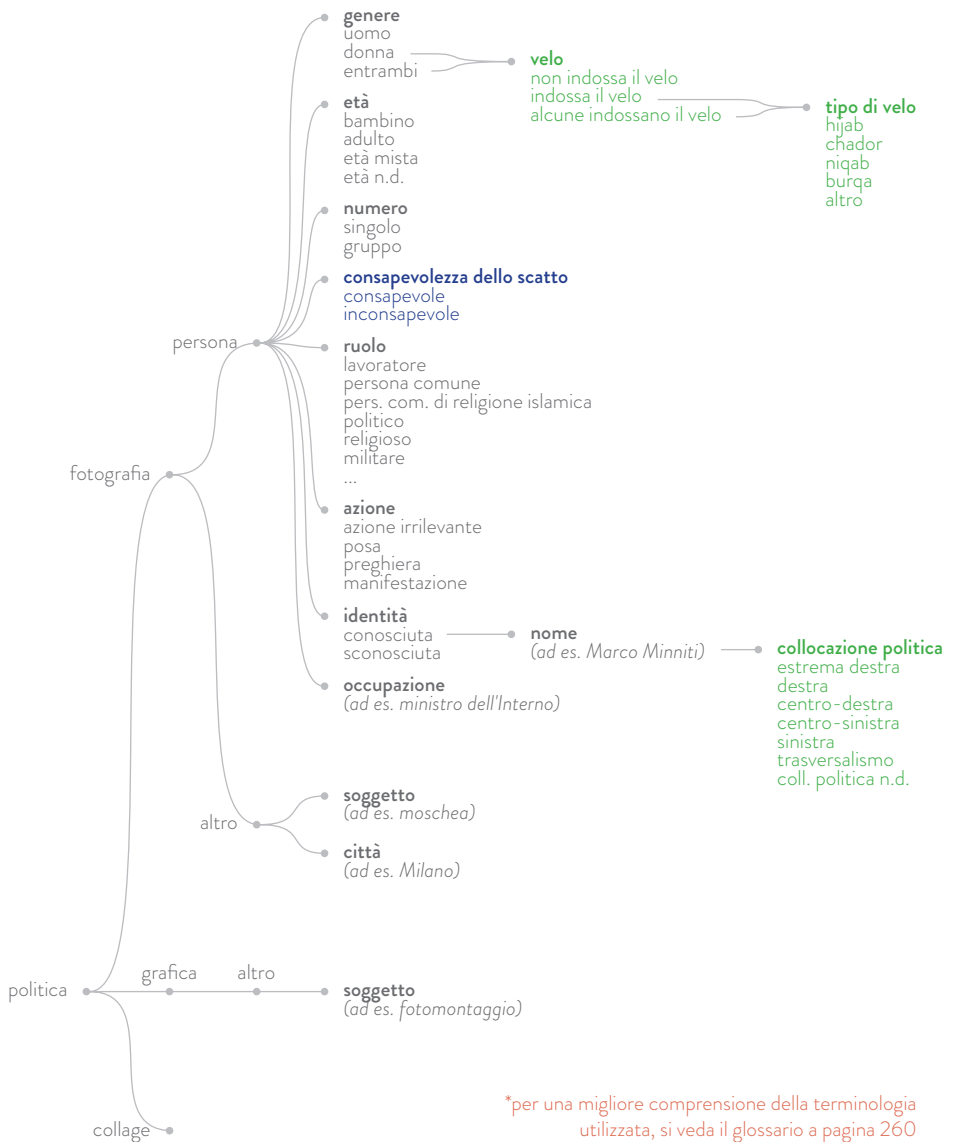 genere
uomo
donna
entrambi
velo
non indossa il velo
indossa il velo
alcune indossano il velo
tipo di velo
hijab
chador
niqab
burqa
altro
età
bambino
adulto
età mista
età n.d.
numero
singolo
gruppo
consapevolezza dello scatto
consapevole
inconsapevole
persona
ruolo
lavoratore
persona comune
pers. com. di religione islamica
politico
religioso
militare
...
fotografia
azione
azione irrilevante
posa
preghiera
manifestazione
identità
conosciuta
sconosciuta
nome
(ad es. Marco Minniti)
collocazione politica
estrema destra
destra
centro-destra
centro-sinistra
sinistra
trasversalismo
coll. politica n.d.
occupazione
(ad es. ministro dell'Interno)
altro
soggetto
(ad es. moschea)
città
(ad es. Milano)
politica
grafica
altro
soggetto
(ad es. fotomontaggio)
collage
*per una migliore comprensione della terminologia
utilizzata, si veda il glossario a pagina 260